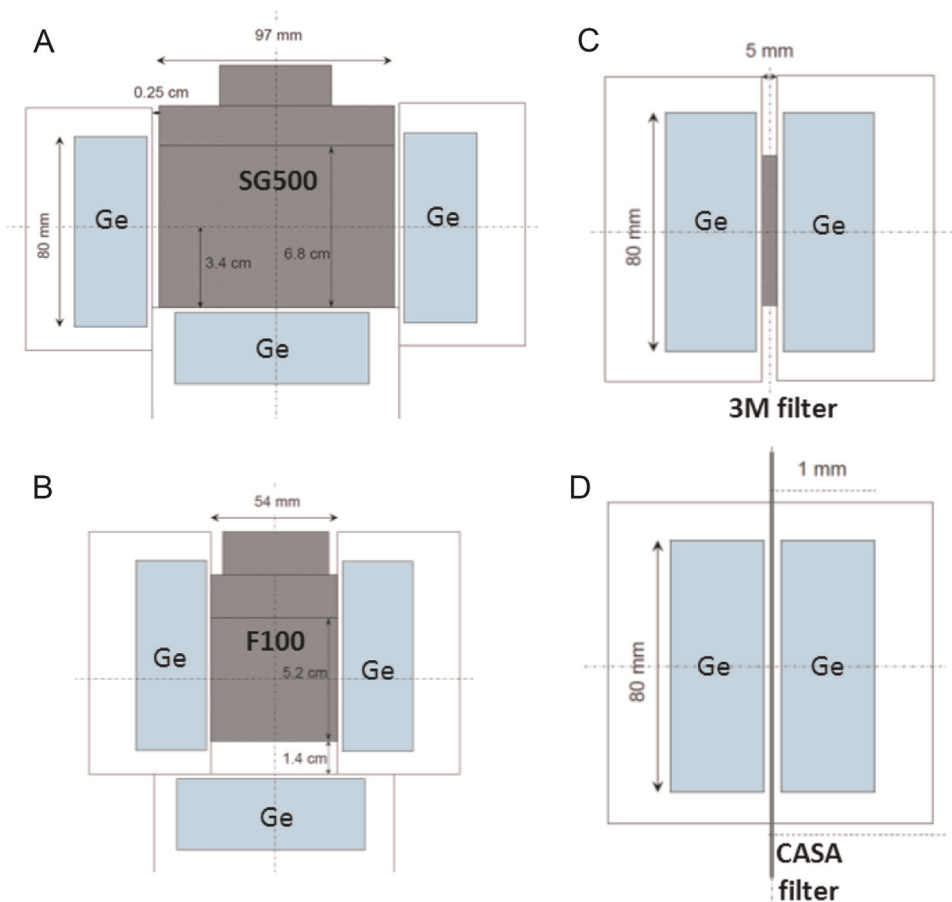 A
97 mm
0.25 cm
SG500
Ge
Ge
80 mm
3.4 cm
6.8 cm
Ge
B
54 mm
F100
Ge
Ge
5.2 cm
1.4 cm
Ge
C
5 mm
Ge
Ge
80 mm
3M filter
D
1 mm
Ge
Ge
80 mm
CASA
filter